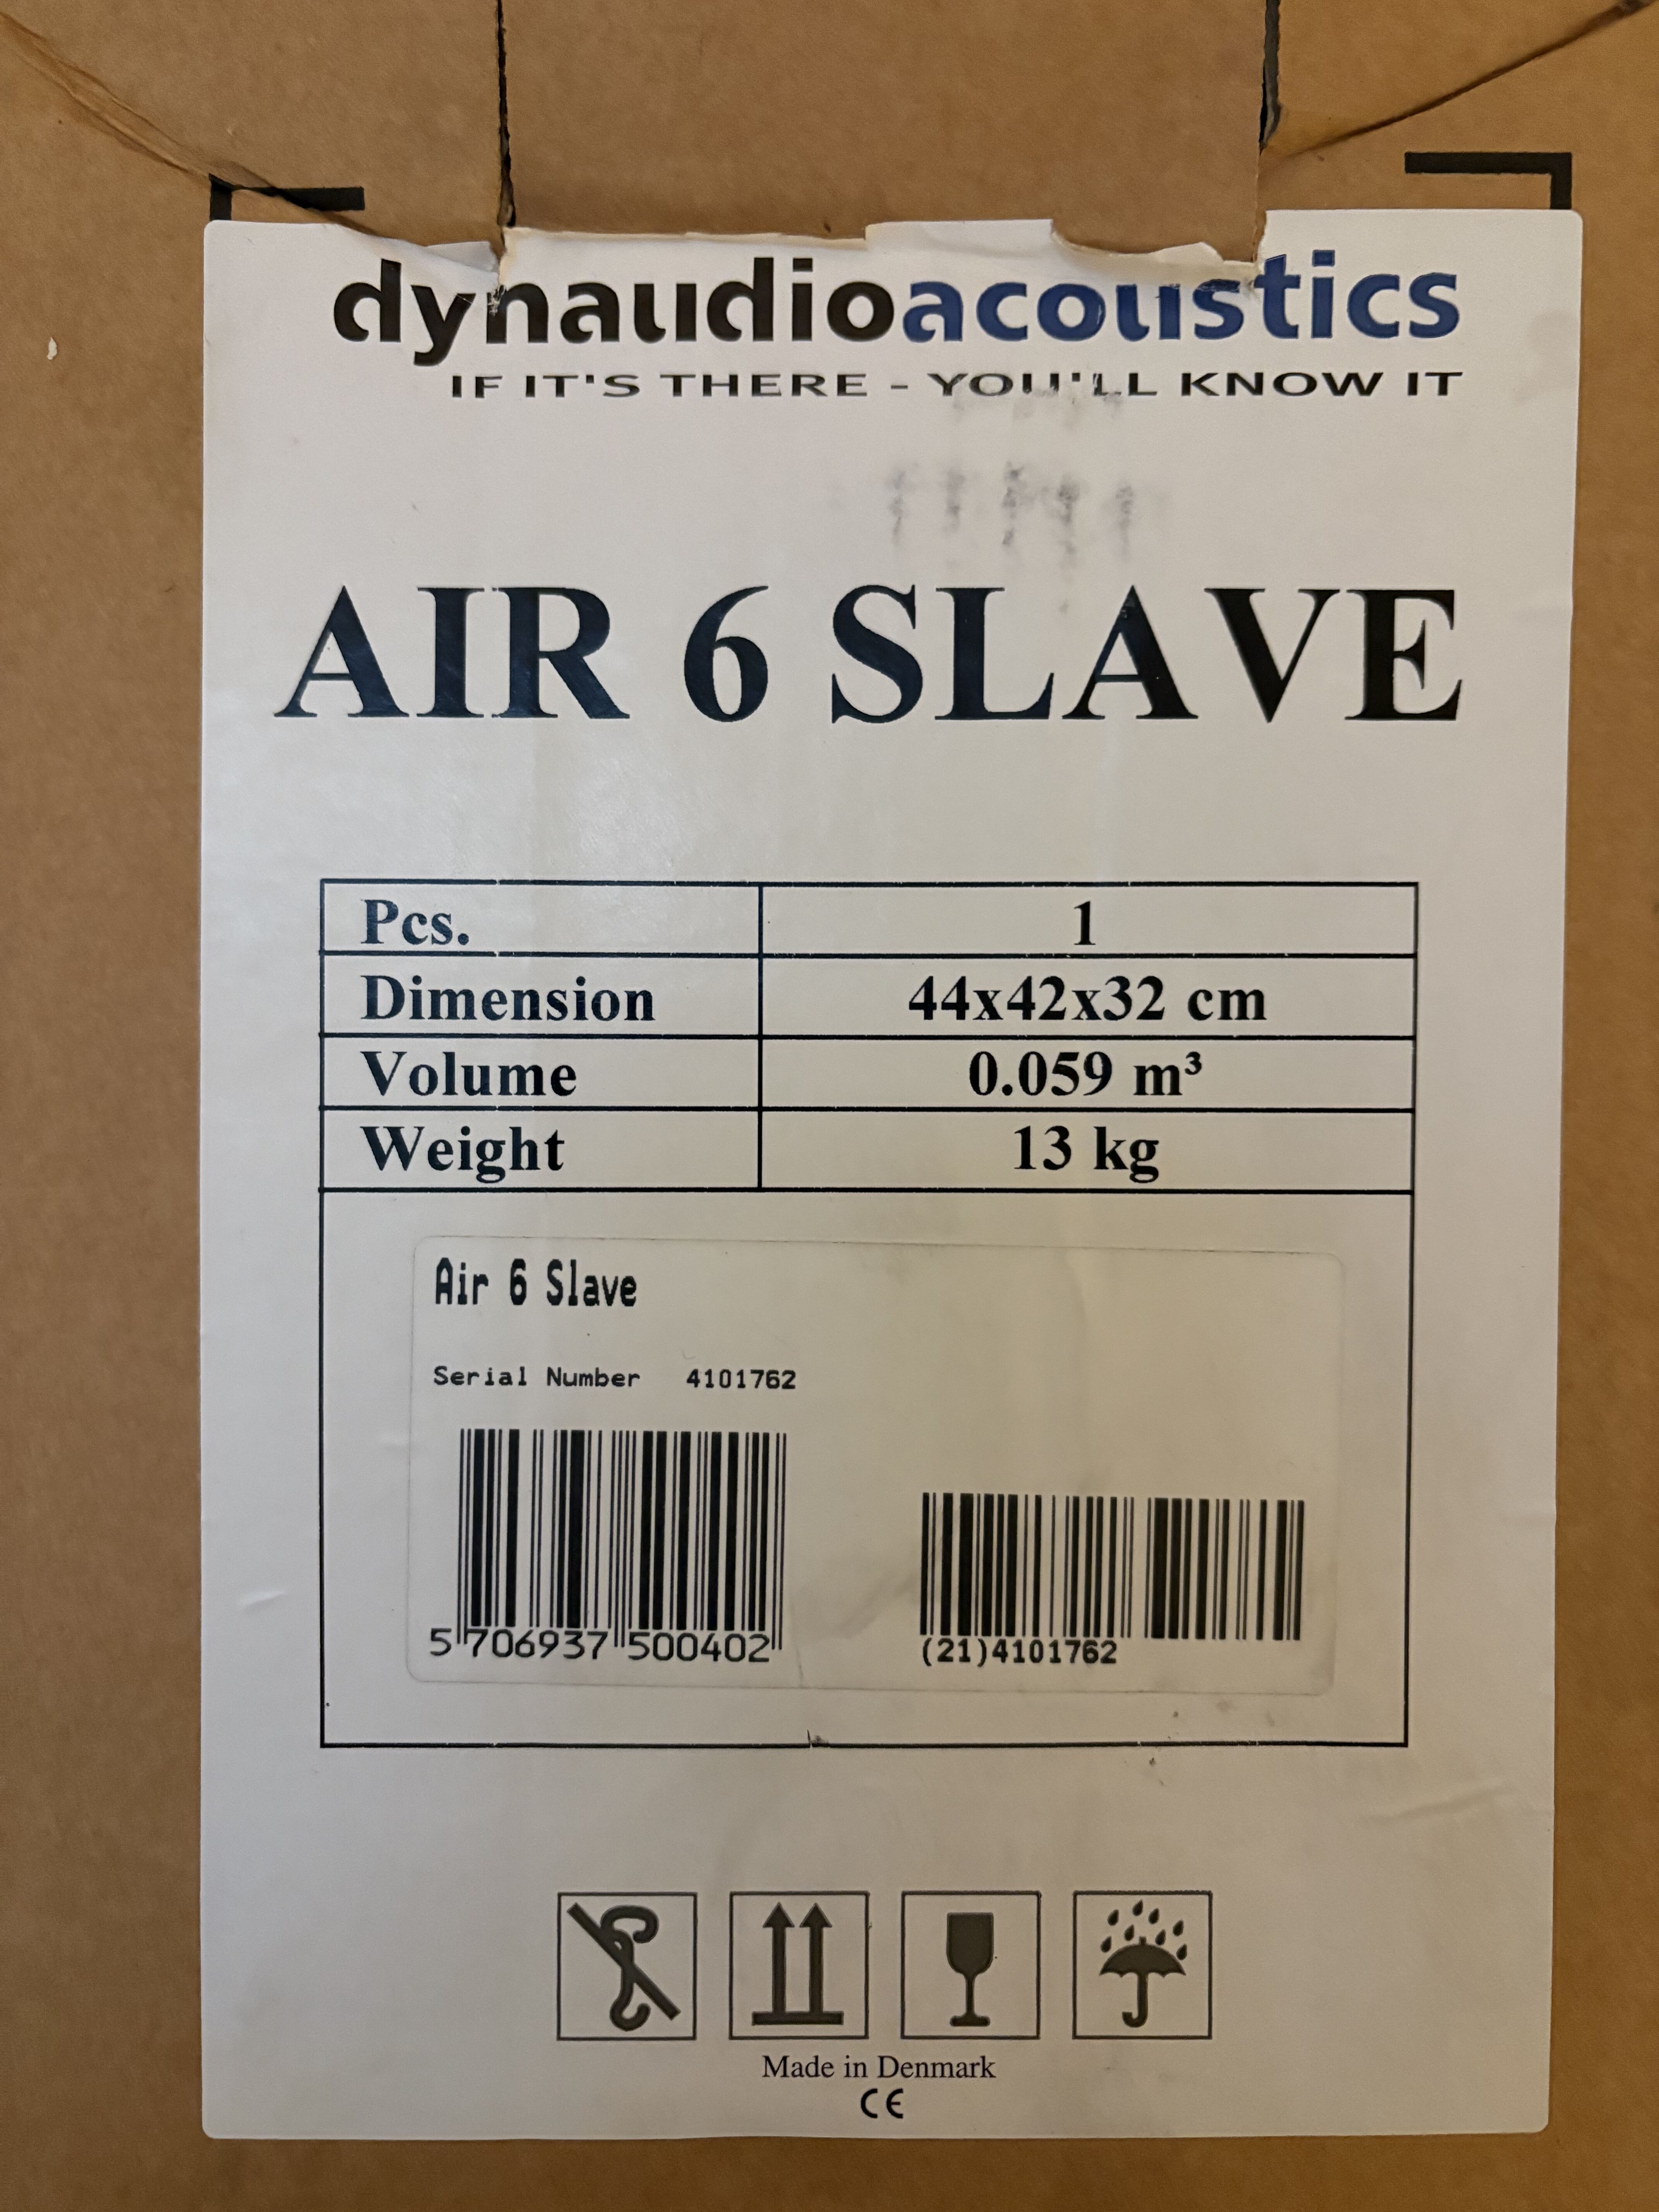 dynaudioacoustics
IF IT'S THERE - YOU'LL KNOW IT
AIR 6 SLAVE
Pcs. 1
Dimension 44x42x32 cm
Volume 0.059 m³
Weight 13 kg
Air 6 Slave
Serial Number 4101762
5 706937 500402
(21)4101762
Made in Denmark
CE